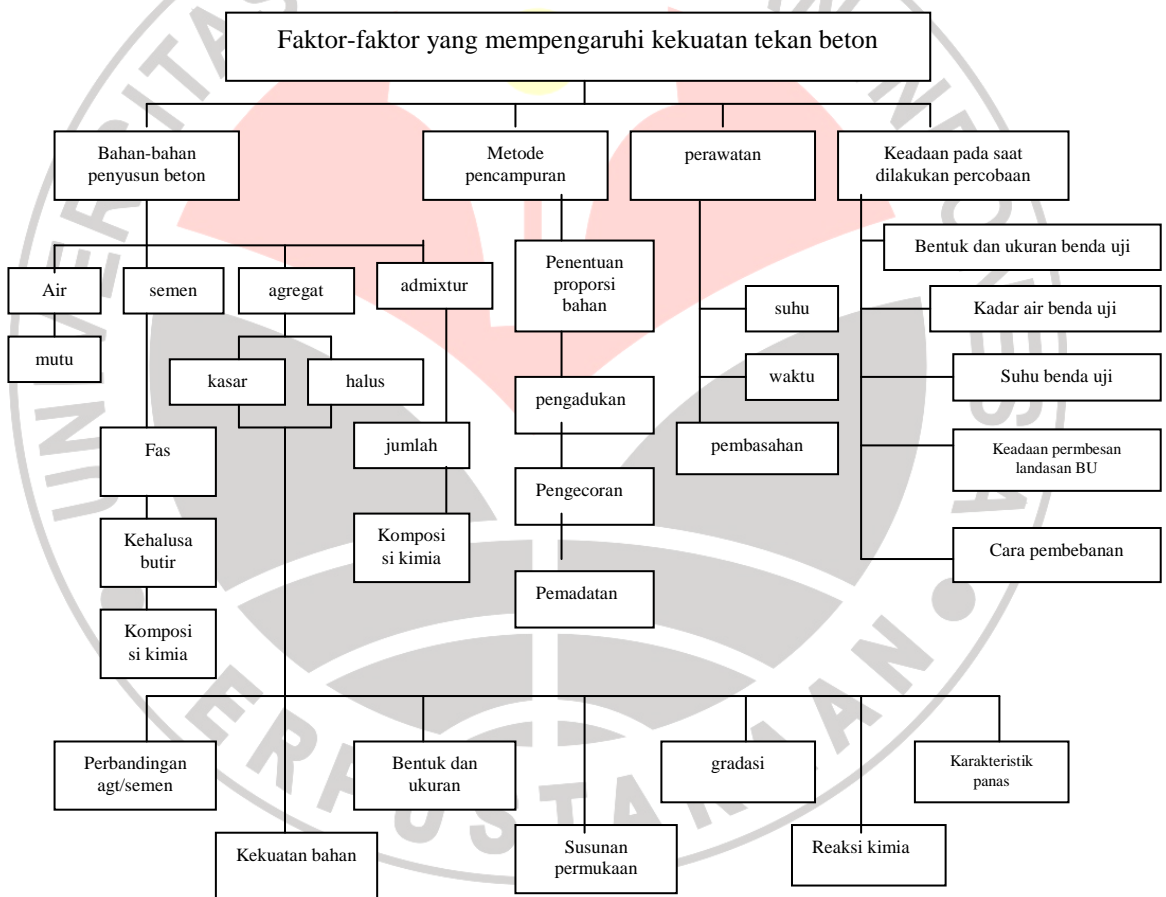 Faktor-faktor yang mempengaruhi kekuatan tekan beton
Bahan-bahan
penyusun beton
Metode
pencampuran
perawatan
Keadaan pada saat
dilakukan percobaan
Air
semen
agregat
admixtur
mutu
kasar
halus
Fas
Kehalusa
butir
Komposi
si kimia
jumlah
Komposi
si kimia
Penentuan
proporsi
bahan
pengadukan
Pengecoran
Pemadatan
suhu
waktu
pembasahan
Bentuk dan ukuran benda uji
Kadar air benda uji
Suhu benda uji
Keadaan permbesan
landasan BU
Cara pembebanan
Perbandingan
agt/semen
Bentuk dan
ukuran
gradasi
Karakteristik
panas
Kekuatan bahan
Susunan
permukaan
Reaksi kimia
PERPUSTAKAAN